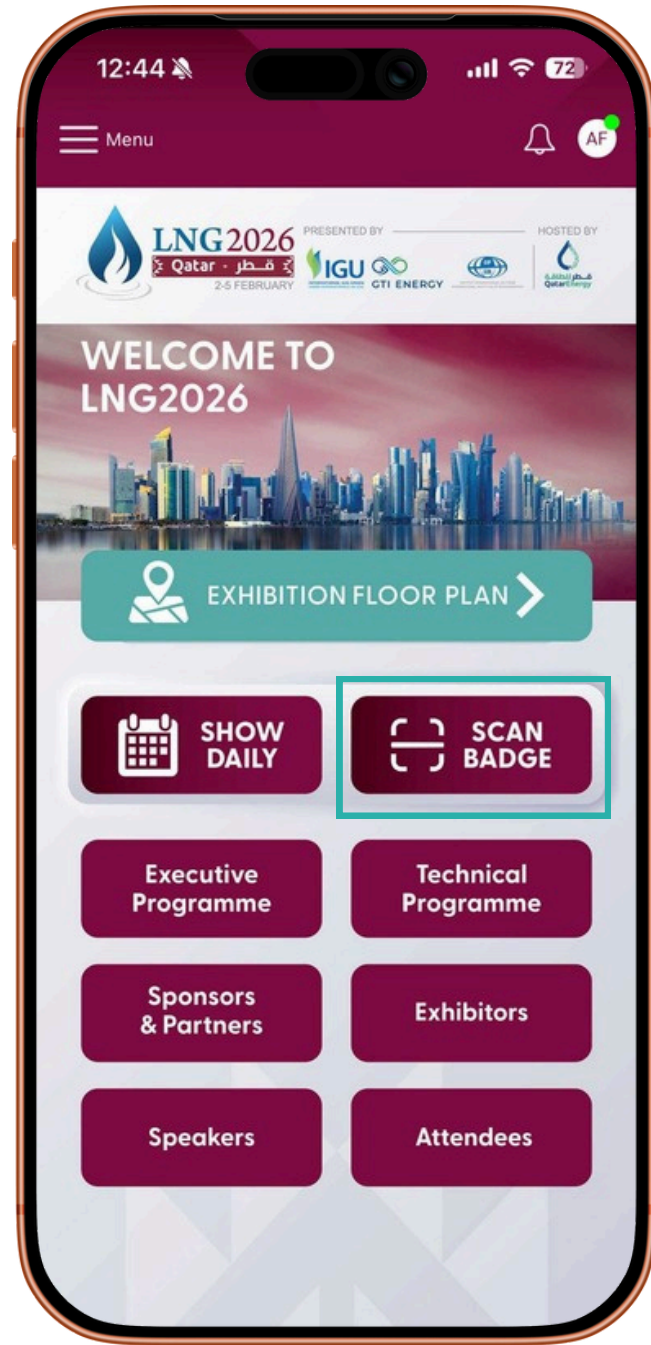 12:44
72
Menu
AF
LNG2026
Qatar - قـطـر
2-5 FEBRUARY
PRESENTED BY
HOSTED BY
IGU
GTI ENERGY
QatarEnergy
WELCOME TO
LNG2026
EXHIBITION FLOOR PLAN
SHOW
DAILY
SCAN
BADGE
Executive
Programme
Technical
Programme
Sponsors
& Partners
Exhibitors
Speakers
Attendees